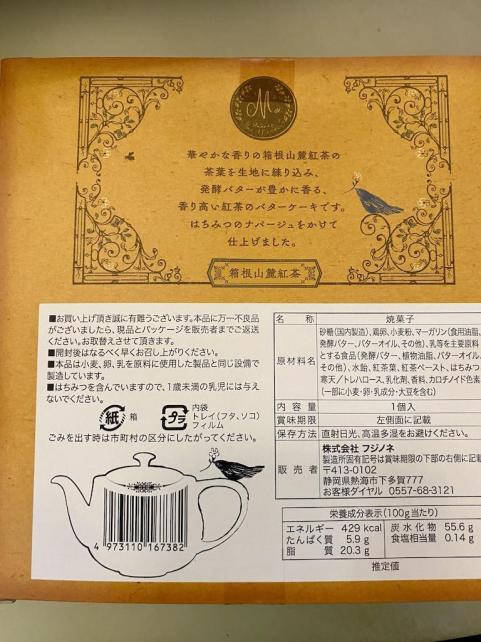 M
華やかな香りの箱根山麓紅茶の
茶葉を生地に練り込み、
発酵バターが豊かに香る、
香り高い紅茶のバターケーキです。
はちみつのナパージュをかけて
仕上げました。
箱根山麓紅茶
■お買い上げ頂き誠に有難うございます。本品に万一不良品
がございましたら、現品とパッケージを販売者までご返送
ください。お取替えさせて頂きます。
■開封後はなるべく早くお召し上がりください。
■本品は小麦、卵、乳を原料に使用した製品と同じ設備で
製造しています。
■はちみつを含んでいますので、1歳未満の乳児には与え
ないでください。
紙 箱
プラ 内袋
トレイ(フタ、ソコ)
フィルム
ごみを出す時は市町村の区分にしたがってください。
4 973110 167382
名称 焼菓子
原材料名 砂糖(国内製造)、鶏卵、小麦粉、マーガリン(食用油脂、
発酵バター、バターオイル、その他)、乳等を主要原料
とする食品(発酵バター、植物油脂、バターオイル、
その他)、水飴、紅茶葉、紅茶ペースト、はちみつ、
寒天/トレハロース、乳化剤、香料、カロチノイド色素
(一部に小麦・卵・乳成分・大豆を含む)
内容量 1個入
賞味期限 左側面に記載
保存方法 直射日光、高温多湿をお避けください。
販売者 株式会社 フジノネ
製造所固有記号は賞味期限の下部の右側に記載
〒413-0102
静岡県熱海市下多賀777
お客様ダイヤル 0557-68-3121
栄養成分表示(100g当たり)
エネルギー 429 kcal 炭水化物 55.6 g
たんぱく質 5.9 g 食塩相当量 0.14 g
脂質 20.3 g
推定値